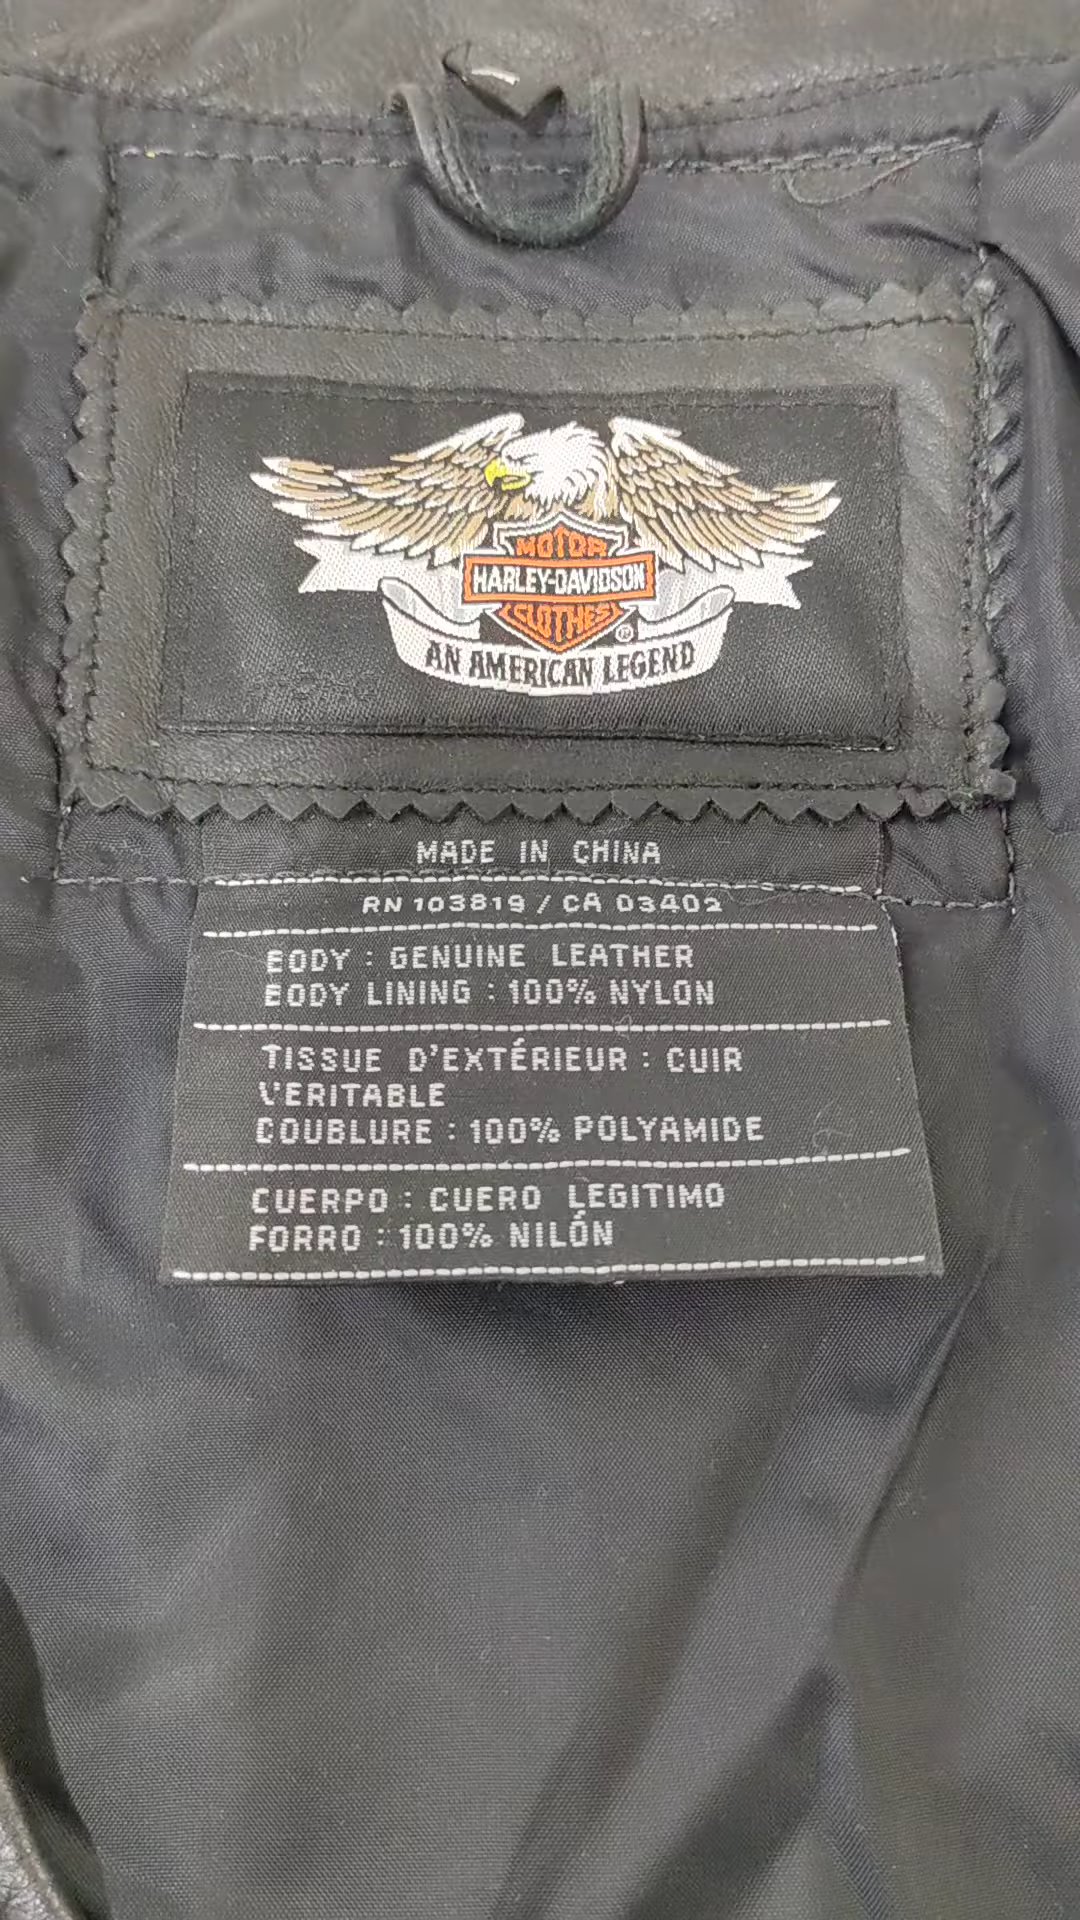 MOTOR
HARLEY-DAVIDSON
CLOTHES
®
AN AMERICAN LEGEND
MADE IN CHINA
RN 103819 / CA 03402
BODY : GENUINE LEATHER
BODY LINING : 100% NYLON
TISSUE D'EXTÉRIEUR : CUIR
VERITABLE
DOUBLURE : 100% POLYAMIDE
CUERPO : CUERO LEGITIMO
FORRO : 100% NILÓN